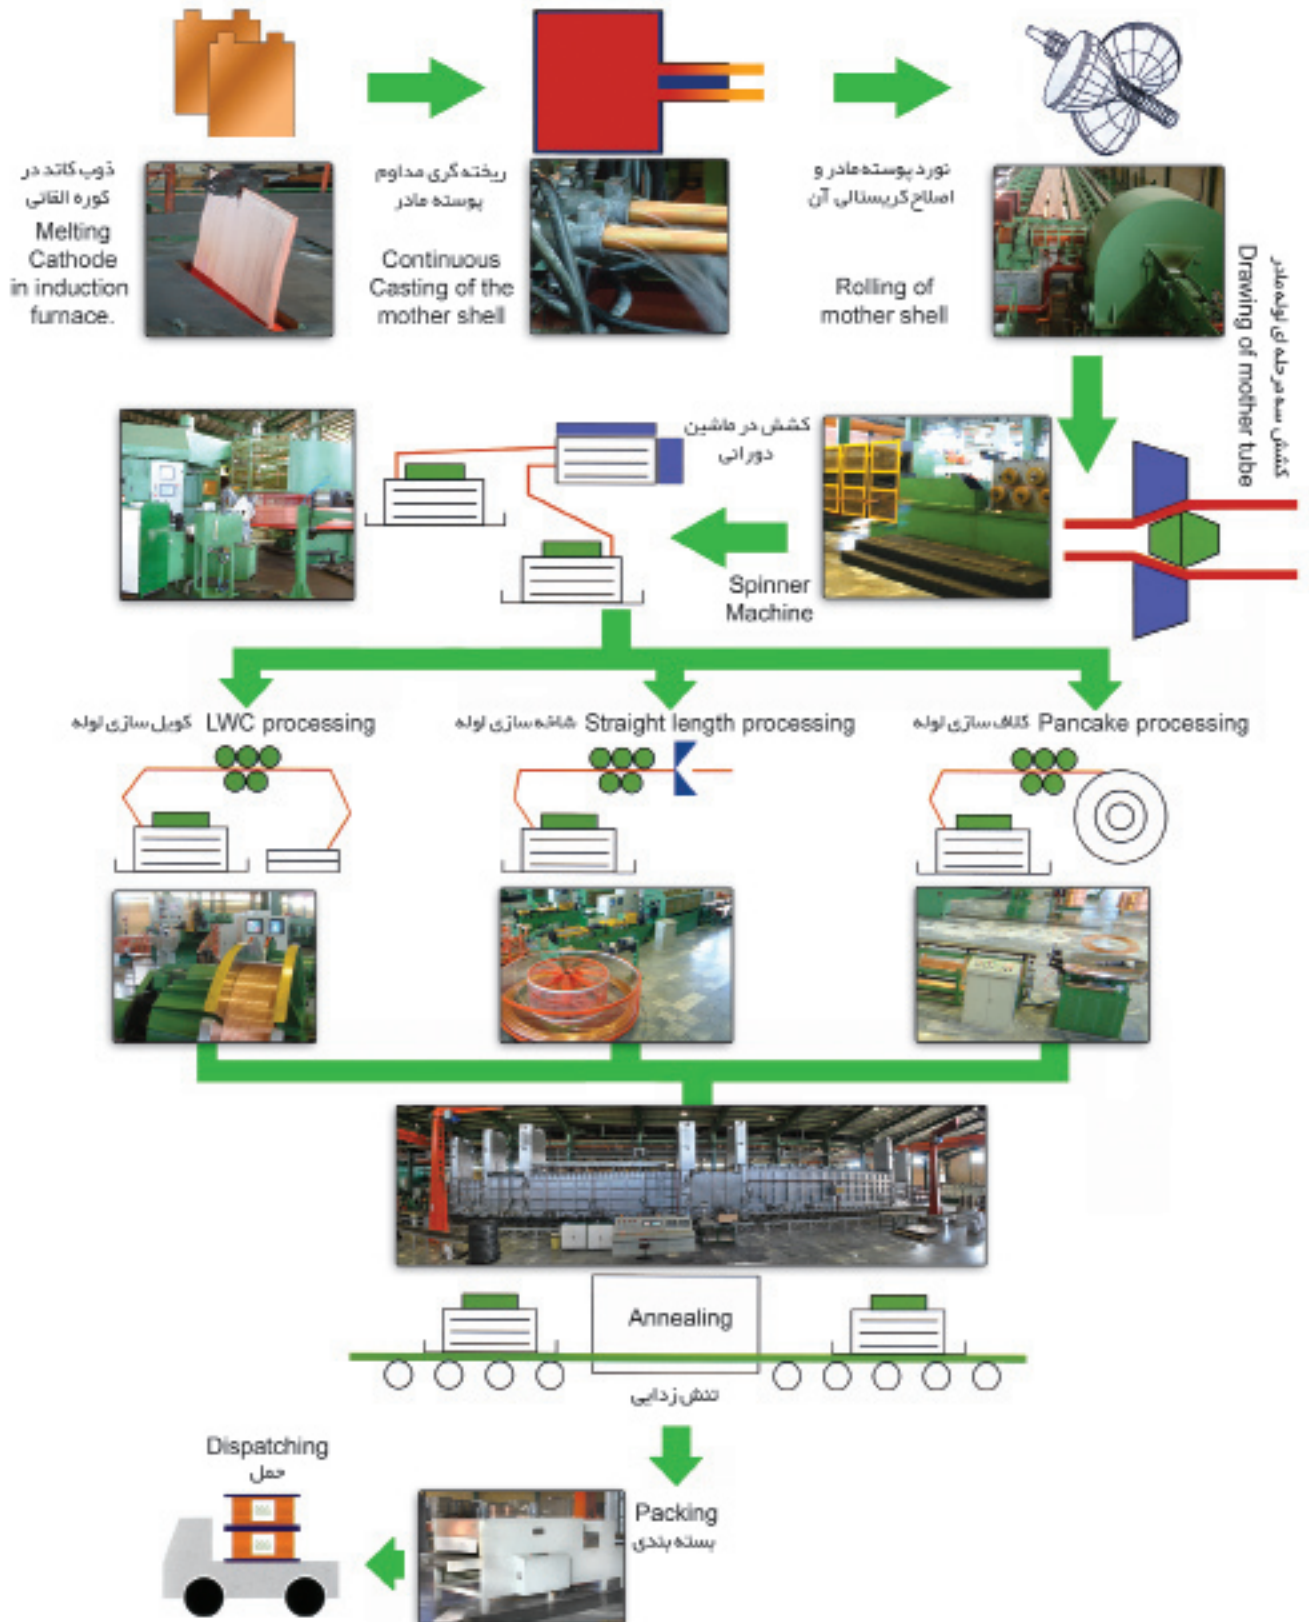 ذوب کاتد در
کوره القائی
Melting
Cathode
in induction
furnace.
ریخته گری مداوم
پوسته مادر
Continuous
Casting of the
mother shell
نورد پوسته مادر و
اصلاح کریستالی آن
Rolling of
mother shell
کشش سه مرحله ای لوله مادر
Drawing of mother tube
کشش در ماشین
دورانی
Spinner
Machine
کویل سازی لوله LWC processing
شاخه سازی لوله Straight length processing
کلاف سازی لوله Pancake processing
Annealing
تنش زدایی
Dispatching
حمل
Packing
بسته بندی